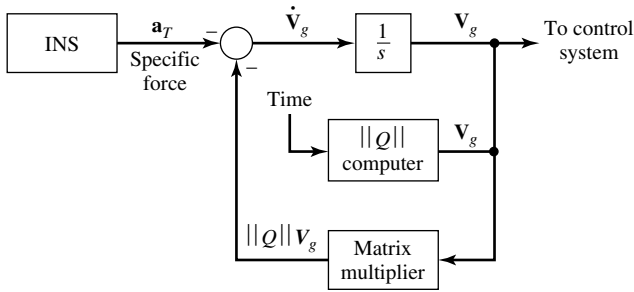 INS
a_T
Specific
force
−
−
V̇_g
1
s
V_g
To control
system
Time
||Q||
computer
V_g
||Q||V_g
Matrix
multiplier